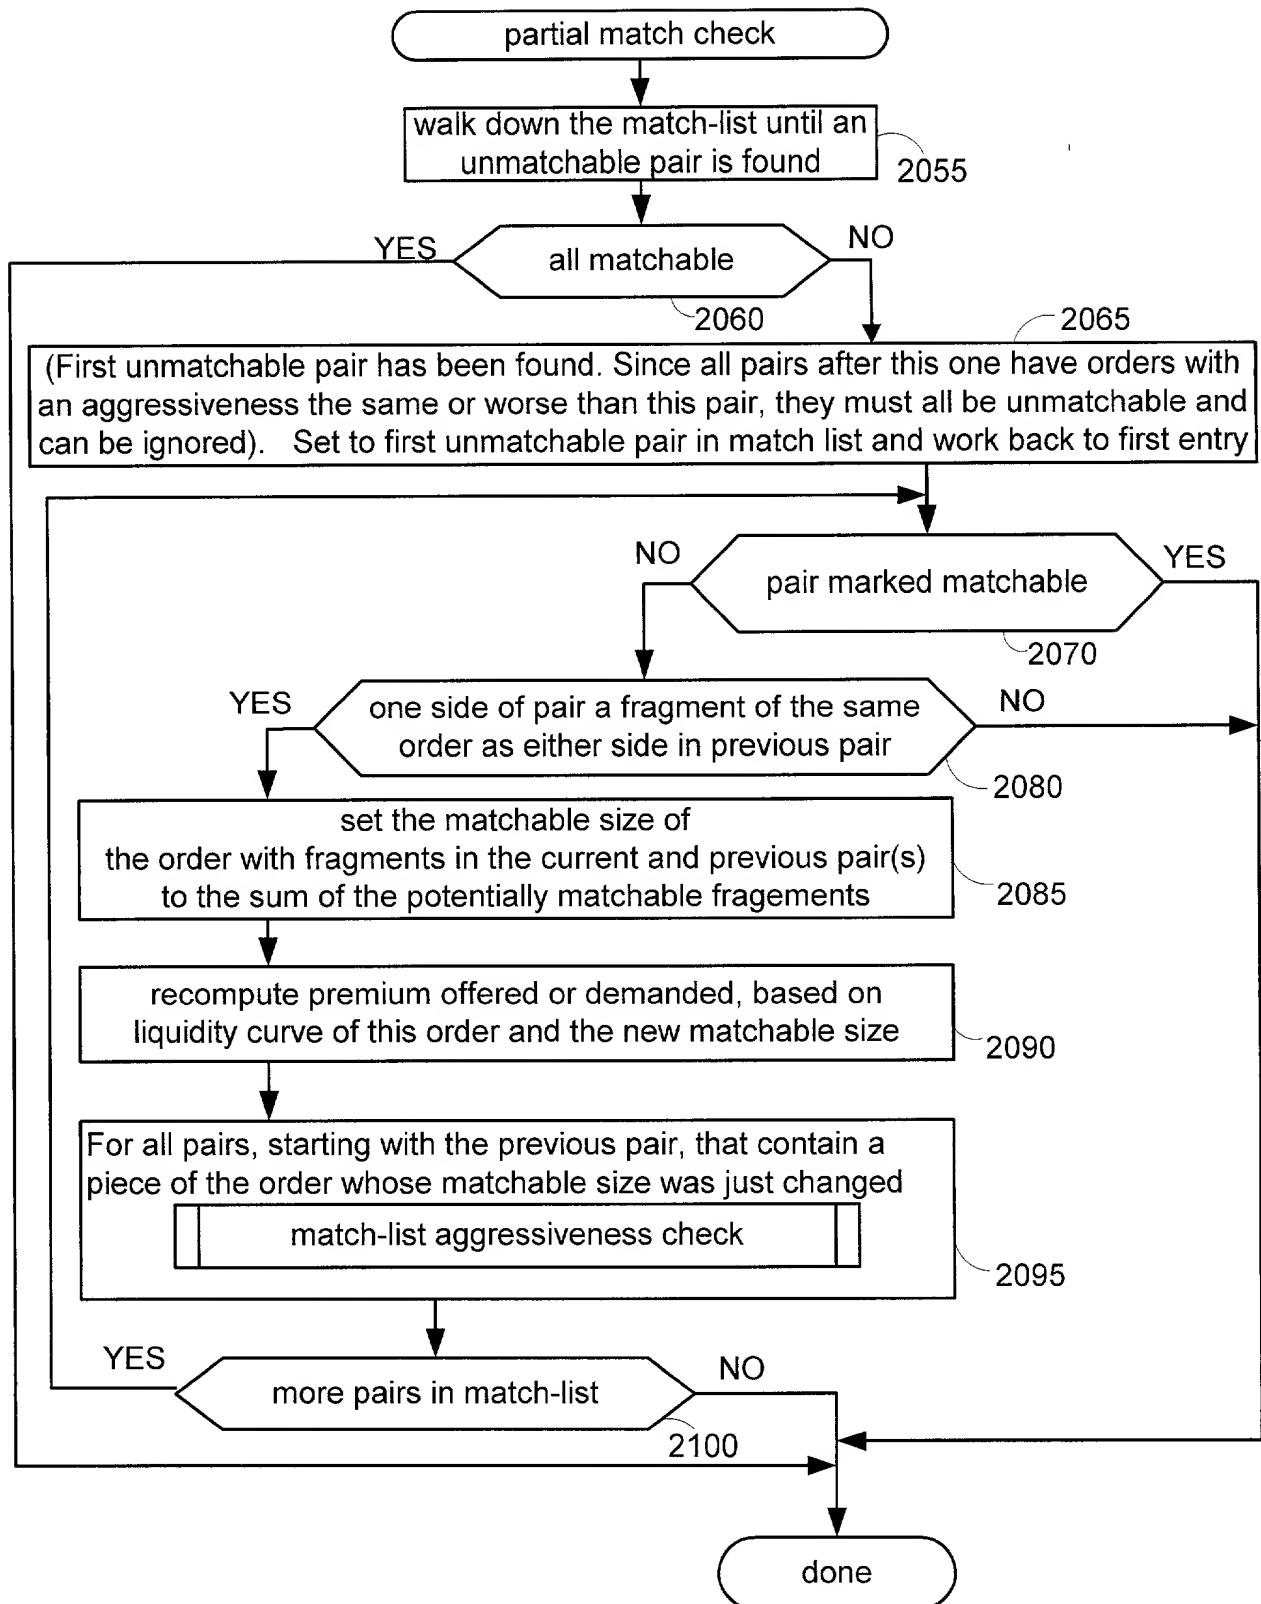 partial match check
walk down the match-list until an
unmatchable pair is found
2055
YES
NO
all matchable
2060
2065
(First unmatchable pair has been found. Since all pairs after this one have orders with
an aggressiveness the same or worse than this pair, they must all be unmatchable and
can be ignored). Set to first unmatchable pair in match list and work back to first entry
NO
YES
pair marked matchable
2070
YES
NO
one side of pair a fragment of the same
order as either side in previous pair
2080
set the matchable size of
the order with fragments in the current and previous pair(s)
to the sum of the potentially matchable fragements
2085
recompute premium offered or demanded, based on
liquidity curve of this order and the new matchable size
2090
For all pairs, starting with the previous pair, that contain a
piece of the order whose matchable size was just changed
match-list aggressiveness check
2095
YES
NO
more pairs in match-list
2100
done